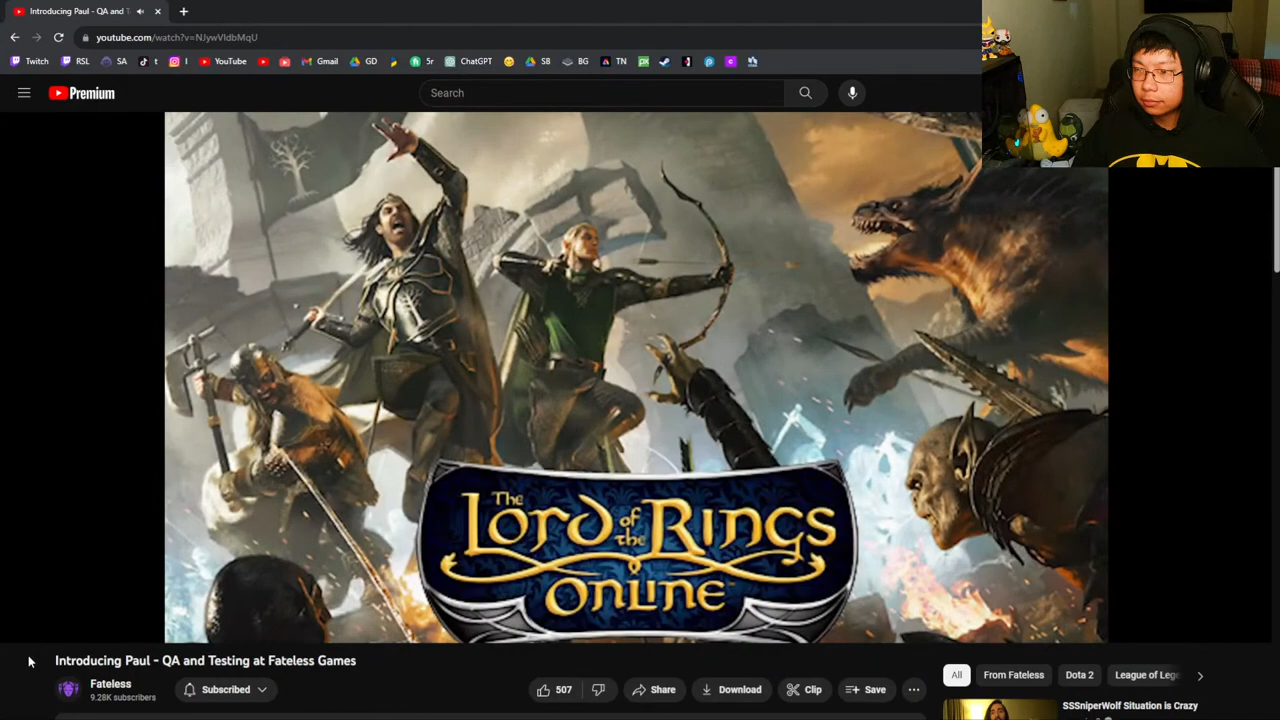 Introducing Paul - QA and T
youtube.com/watch?v=NJywVIdbMqU
Twitch RSL SA t I YouTube Gmail GD 5r ChatGPT SB BG TN
Premium
Search
The
Lord of the Rings
Online
Introducing Paul - QA and Testing at Fateless Games
Fateless
9.28K subscribers
Subscribed
507
Share
Download
Clip
Save
All
From Fateless
Dota 2
League of Leg
SSSniperWolf Situation is Crazy